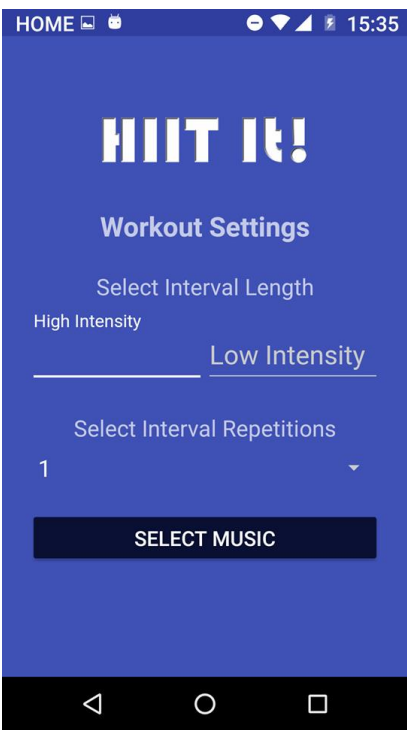 HOME 15:35
HIIT It!
Workout Settings
Select Interval Length
High Intensity
Low Intensity
Select Interval Repetitions
1
SELECT MUSIC